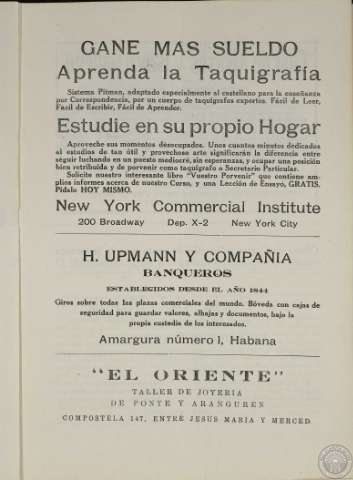 GANE MAS SUELDO
Aprenda la Taquigrafía
Sistema Pitman, adaptado especialmente al castellano para la enseñanza
por Correspondencia, por un cuerpo de taquígrafos expertos. Fácil de Leer,
Fácil de Escribir, Fácil de Aprender.
Estudie en su propio Hogar
Aproveche sus momentos desocupados. Unos cuantos minutos dedicados
al estudios de tan útil y provechoso arte significarán la diferencia entre
seguir luchando en un puesto mediocre, sin esperanzas, y ocupar una posición
bien retribuída y de porvenir como taquígrafo o Secretario Particular.
Solicite nuestro interesante libro "Vuestro Porvenir" que contiene am-
plios informes acerca de nuestro Curso, y una Lección de Ensayo, GRATIS.
Pídalo HOY MISMO.
New York Commercial Institute
200 Broadway Dep. X-2 New York City
H. UPMANN Y COMPAÑIA
BANQUEROS
ESTABLECIDOS DESDE EL AÑO 1844
Giros sobre todas las plazas comerciales del mundo. Bóveda con cajas de
seguridad para guardar valores, alhajas y documentos, bajo la
propia custodia de los interesados.
Amargura número 1, Habana
"EL ORIENTE"
TALLER DE JOYERIA
DE PONTE Y ARANGUREN
COMPOSTELA 147, ENTRE JESUS MARIA Y MERCED